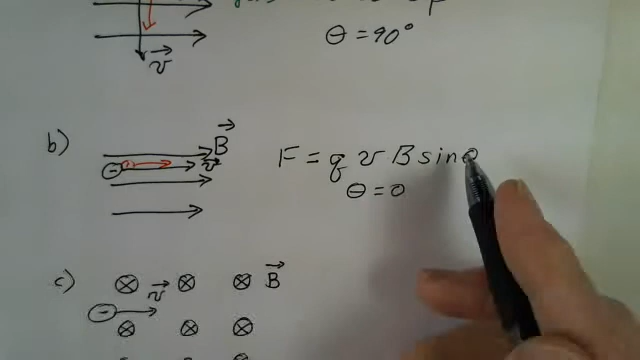 θ = 90°
v
b)
B
v
F = q v B sin θ
θ = 0
c)
B
v